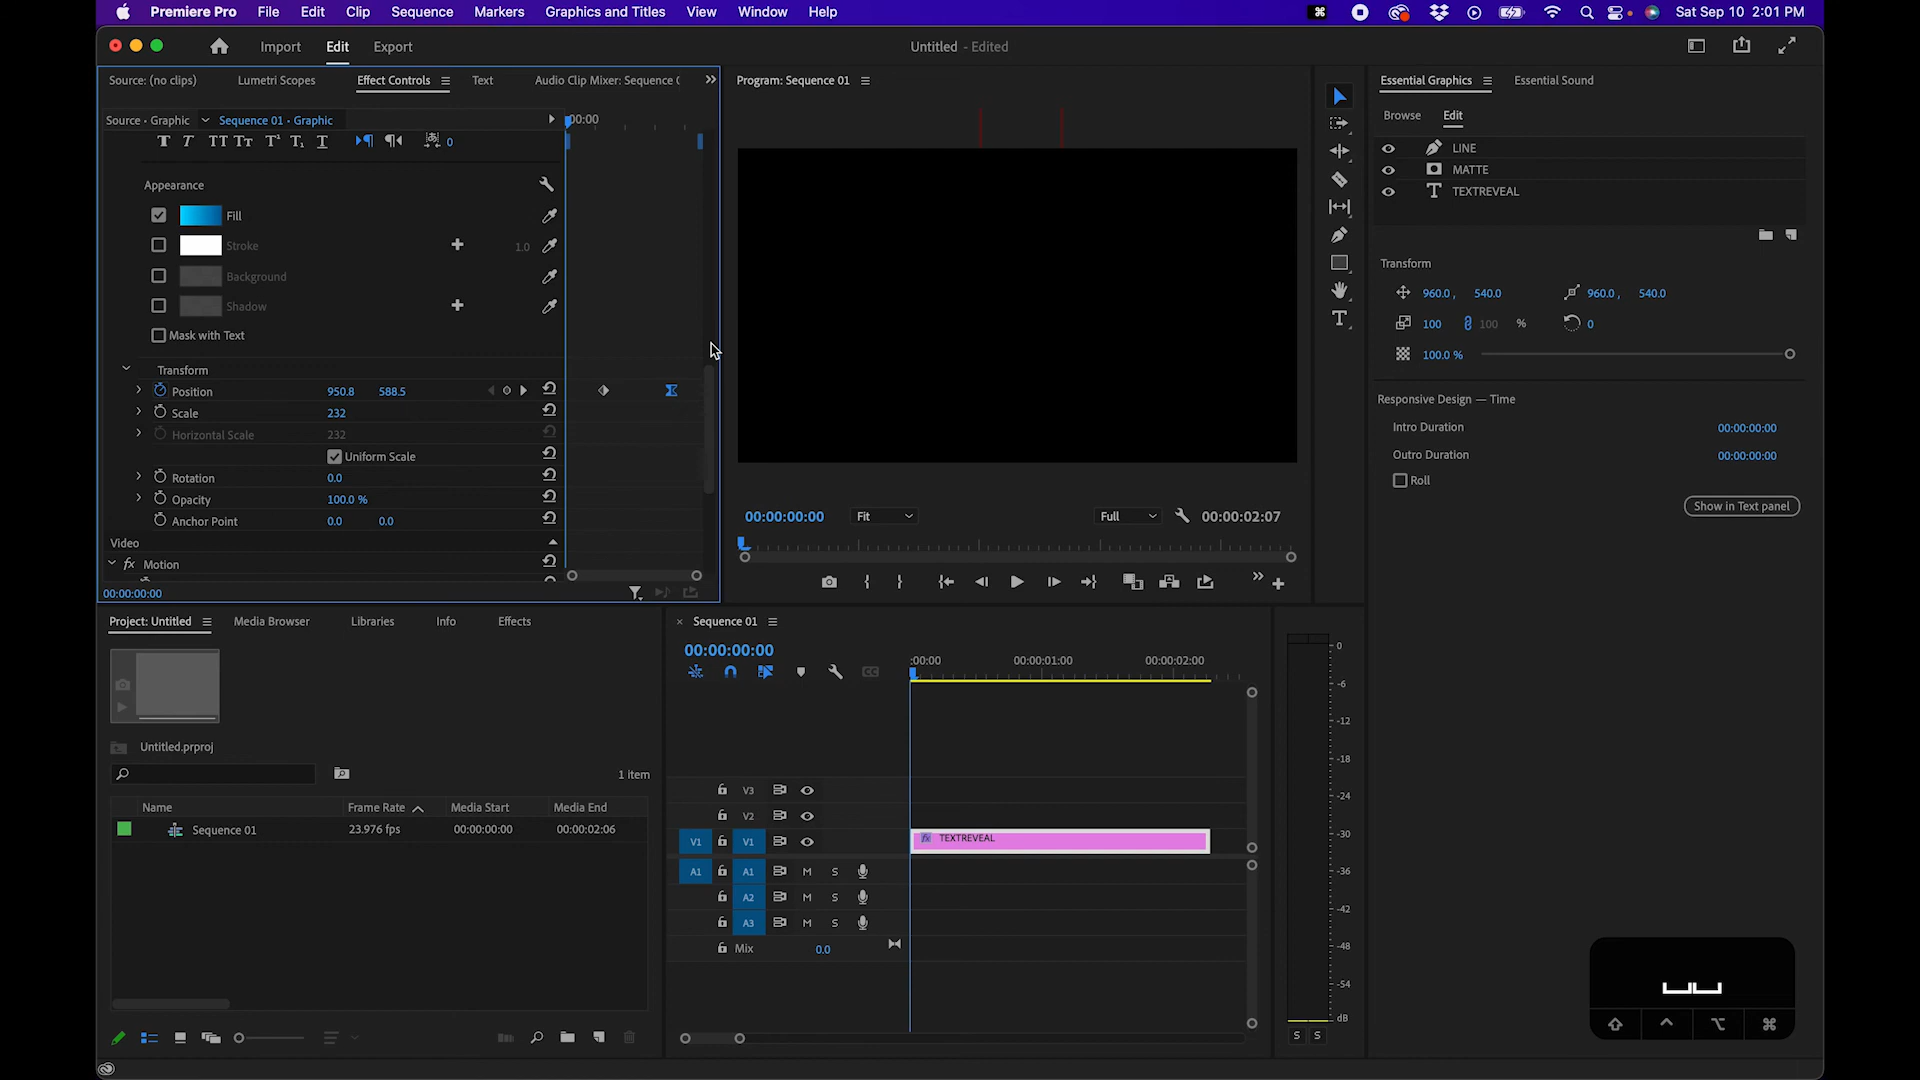 Premiere Pro File Edit Clip Sequence Markers Graphics and Titles View Window Help Sat Sep 10 2:01 PM
Import Edit Export Untitled - Edited
Source: (no clips) Lumetri Scopes Effect Controls Text Audio Clip Mixer: Sequence 
Program: Sequence 01
Essential Graphics Essential Sound
Source · Graphic Sequence 01 · Graphic :00:00
T T TT TT T¹ T₁ T 0
Appearance
Fill
Stroke 1.0
Background
Shadow
Mask with Text
Transform
Position 950.8 588.5
Scale 232
Horizontal Scale 232
Uniform Scale
Rotation 0.0
Opacity 100.0 %
Anchor Point 0.0 0.0
Video
fx Motion
00:00:00:00
00:00:00:00 Fit Full 00:00:02:07
Browse Edit
LINE
MATTE
T TEXTREVEAL
Transform
960.0 , 540.0 960.0 , 540.0
100 100 % 0
100.0 %
Responsive Design — Time
Intro Duration 00:00:00:00
Outro Duration 00:00:00:00
Roll
Show in Text panel
Project: Untitled Media Browser Libraries Info Effects
Untitled.prproj
1 item
Name Frame Rate Media Start Media End
Sequence 01 23.976 fps 00:00:00:00 00:00:02:06
× Sequence 01
00:00:00:00
:00:00 00:00:01:00 00:00:02:00
CC
V3
V2
V1 V1 fx TEXTREVEAL
A1 A1 M S
A2 M S
A3 M S
Mix 0.0
0
-6
-12
-18
-24
-30
-36
-42
-48
-54
dB
S S